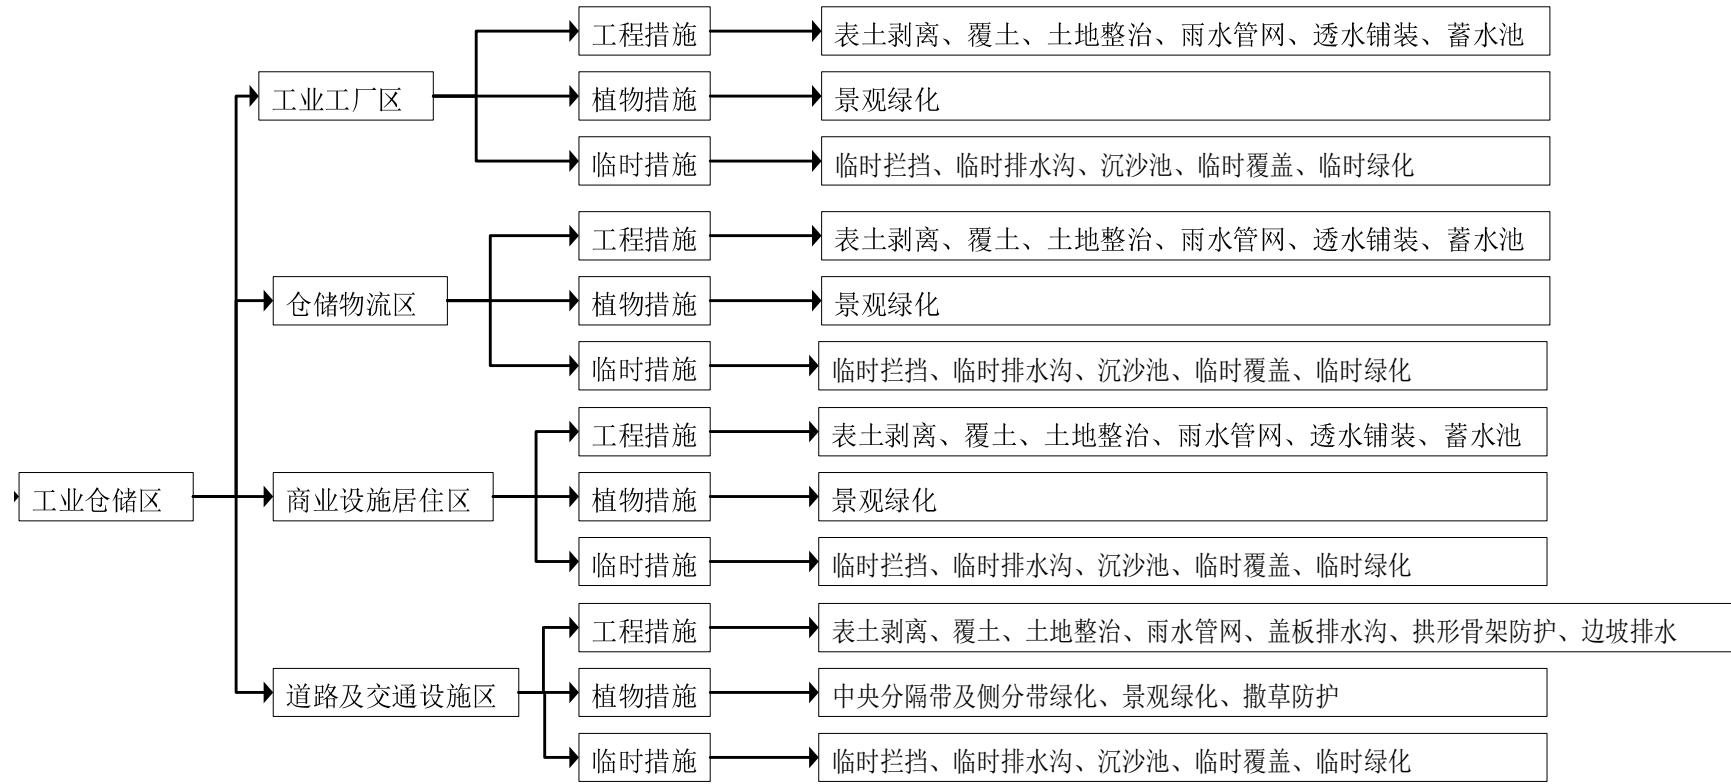 工程措施
表土剥离、覆土、土地整治、雨水管网、透水铺装、蓄水池
工业工厂区
植物措施
景观绿化
临时措施
临时拦挡、临时排水沟、沉沙池、临时覆盖、临时绿化
工程措施
表土剥离、覆土、土地整治、雨水管网、透水铺装、蓄水池
仓储物流区
植物措施
景观绿化
临时措施
临时拦挡、临时排水沟、沉沙池、临时覆盖、临时绿化
工程措施
表土剥离、覆土、土地整治、雨水管网、透水铺装、蓄水池
工业仓储区
商业设施居住区
植物措施
景观绿化
临时措施
临时拦挡、临时排水沟、沉沙池、临时覆盖、临时绿化
工程措施
表土剥离、覆土、土地整治、雨水管网、盖板排水沟、拱形骨架防护、边坡排水
道路及交通设施区
植物措施
中央分隔带及侧分带绿化、景观绿化、撒草防护
临时措施
临时拦挡、临时排水沟、沉沙池、临时覆盖、临时绿化